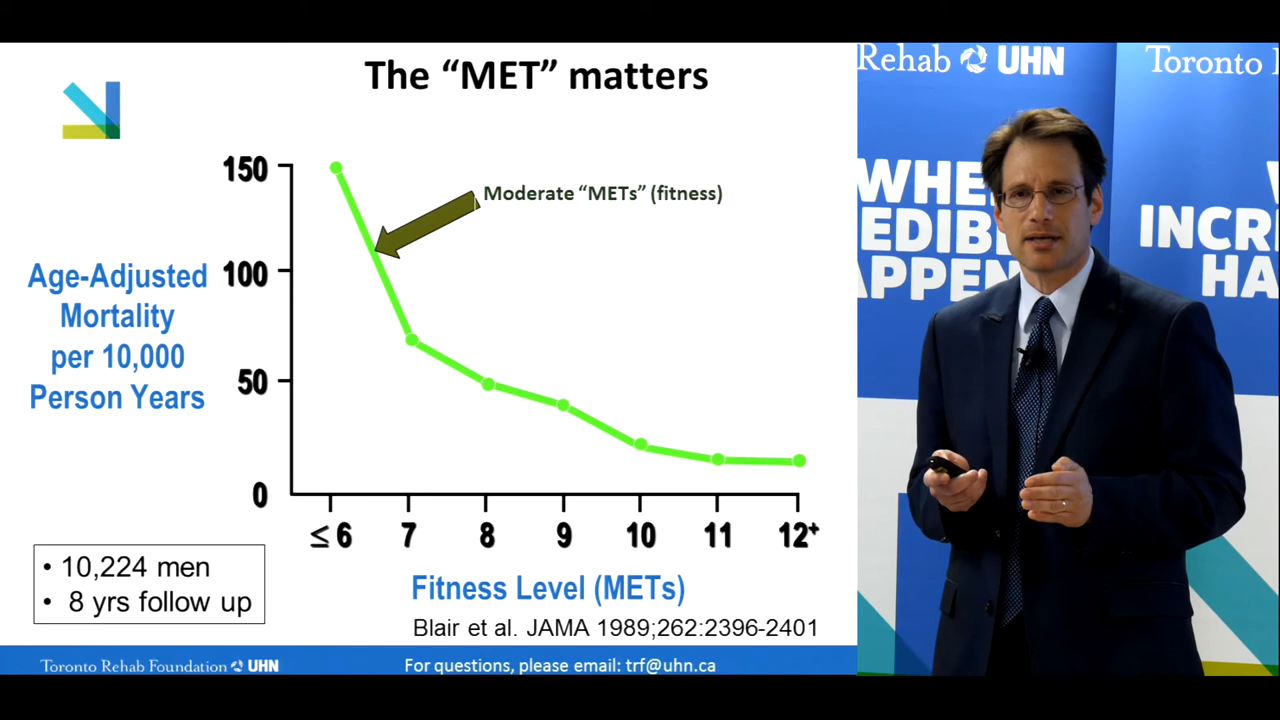 The “MET” matters
150
100
50
0
Age-Adjusted
Mortality
per 10,000
Person Years
Moderate “METs” (fitness)
≤ 6 7 8 9 10 11 12+
Fitness Level (METs)
• 10,224 men
• 8 yrs follow up
Blair et al. JAMA 1989;262:2396-2401
Toronto Rehab Foundation UHN
For questions, please email: trf@uhn.ca
Rehab UHN
Toronto
WHE
EDIB
APPEN
INCR
HA